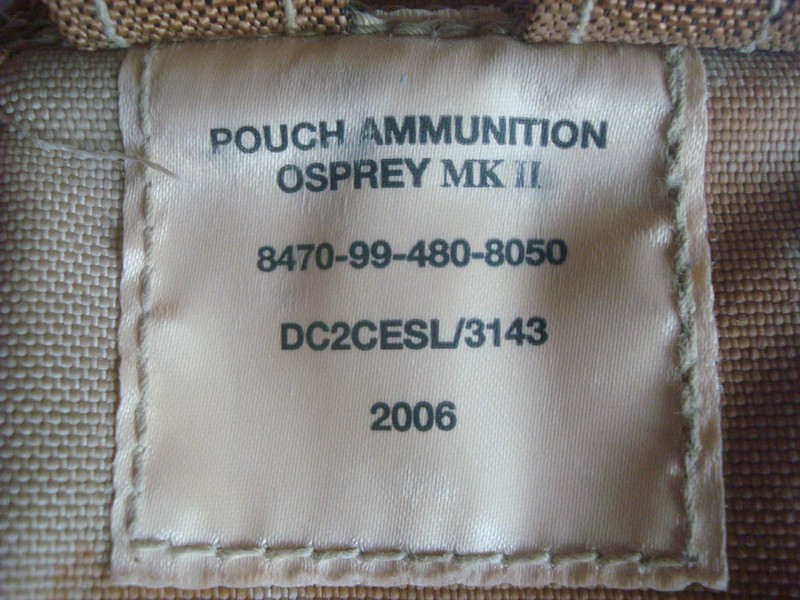 POUCH AMMUNITION
OSPREY MK II
8470-99-480-8050
DC2CESL/3143
2006